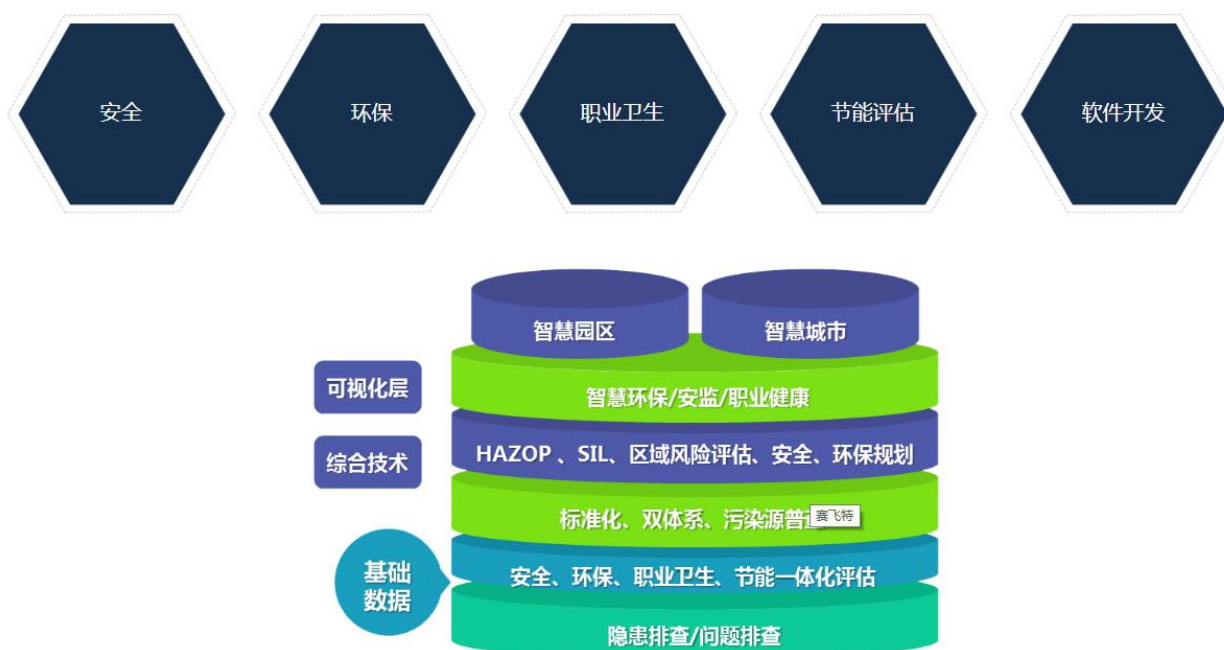 安全
环保
职业卫生
节能评估
软件开发
智慧园区
智慧城市
可视化层
智慧环保/安监/职业健康
综合技术
HAZOP 、SIL、区域风险评估、安全、环保规划
标准化、双体系、污染源普
赛飞特
基础
数据
安全、环保、职业卫生、节能一体化评估
隐患排查/问题排查